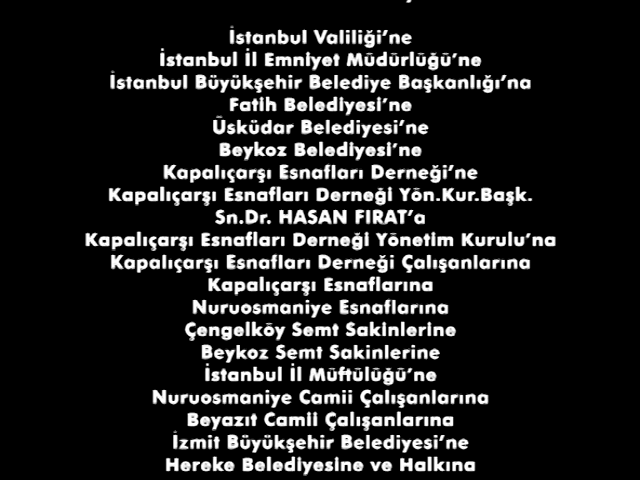 İstanbul Valiliği'ne
İstanbul İl Emniyet Müdürlüğü'ne
İstanbul Büyükşehir Belediye Başkanlığı'na
Fatih Belediyesi'ne
Üsküdar Belediyesi'ne
Beykoz Belediyesi'ne
Kapalıçarşı Esnafları Derneği'ne
Kapalıçarşı Esnafları Derneği Yön.Kur.Başk.
Sn.Dr. HASAN FIRAT'a
Kapalıçarşı Esnafları Derneği Yönetim Kurulu'na
Kapalıçarşı Esnafları Derneği Çalışanlarına
Kapalıçarşı Esnaflarına
Nuruosmaniye Esnaflarına
Çengelköy Semt Sakinlerine
Beykoz Semt Sakinlerine
İstanbul İl Müftülüğü'ne
Nuruosmaniye Camii Çalışanlarına
Beyazıt Camii Çalışanlarına
İzmit Büyükşehir Belediyesi'ne
Hereke Belediyesine ve Halkına